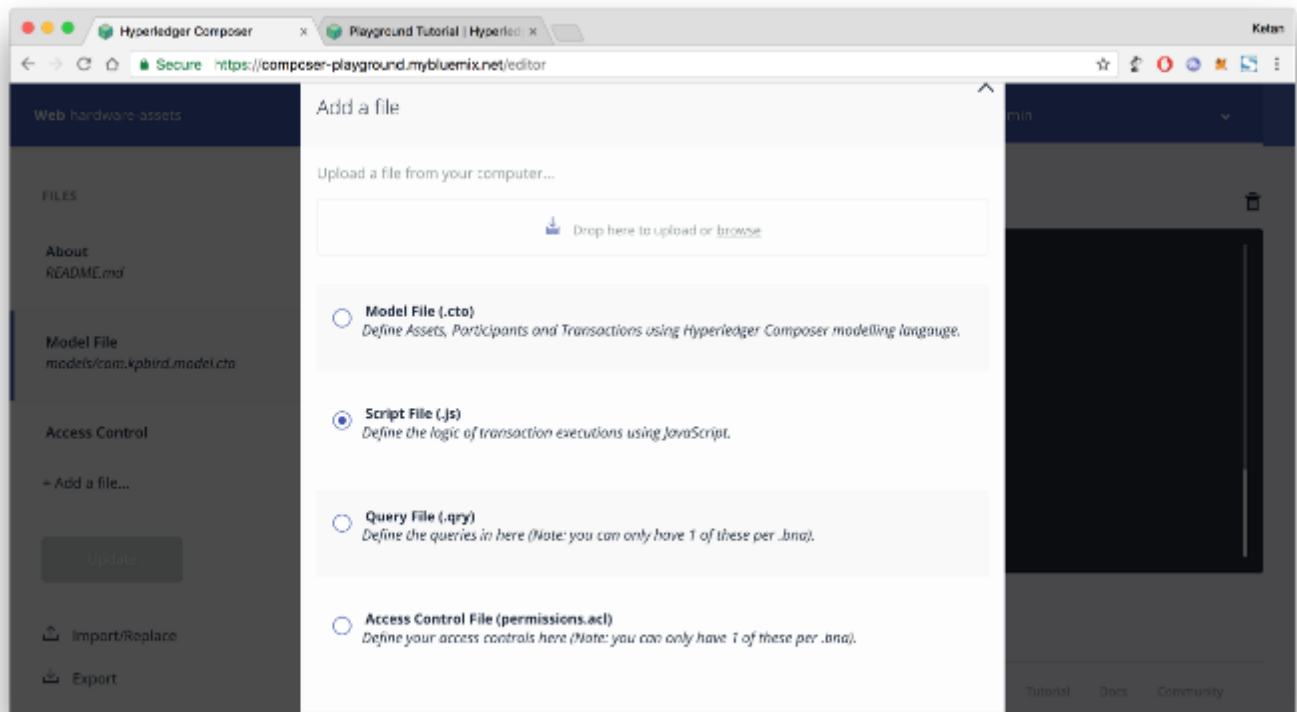 Hyperledger Composer
Playground Tutorial | Hyperled
Ketan
Secure https://composer-playground.mybluemix.net/editor
Web hardware-assets
min
FILES
About
README.md
Model File
models/com.kpbird.model.cto
Access Control
+ Add a file...
Update
Import/Replace
Export
Add a file
Upload a file from your computer...
Drop here to upload or browse
Model File (.cto)
Define Assets, Participants and Transactions using Hyperledger Composer modelling langauge.
Script File (.js)
Define the logic of transaction executions using JavaScript.
Query File (.qry)
Define the queries in here (Note: you can only have 1 of these per .bna).
Access Control File (permissions.acl)
Define your access controls here (Note: you can only have 1 of these per .bna).
Tutorial Docs Community